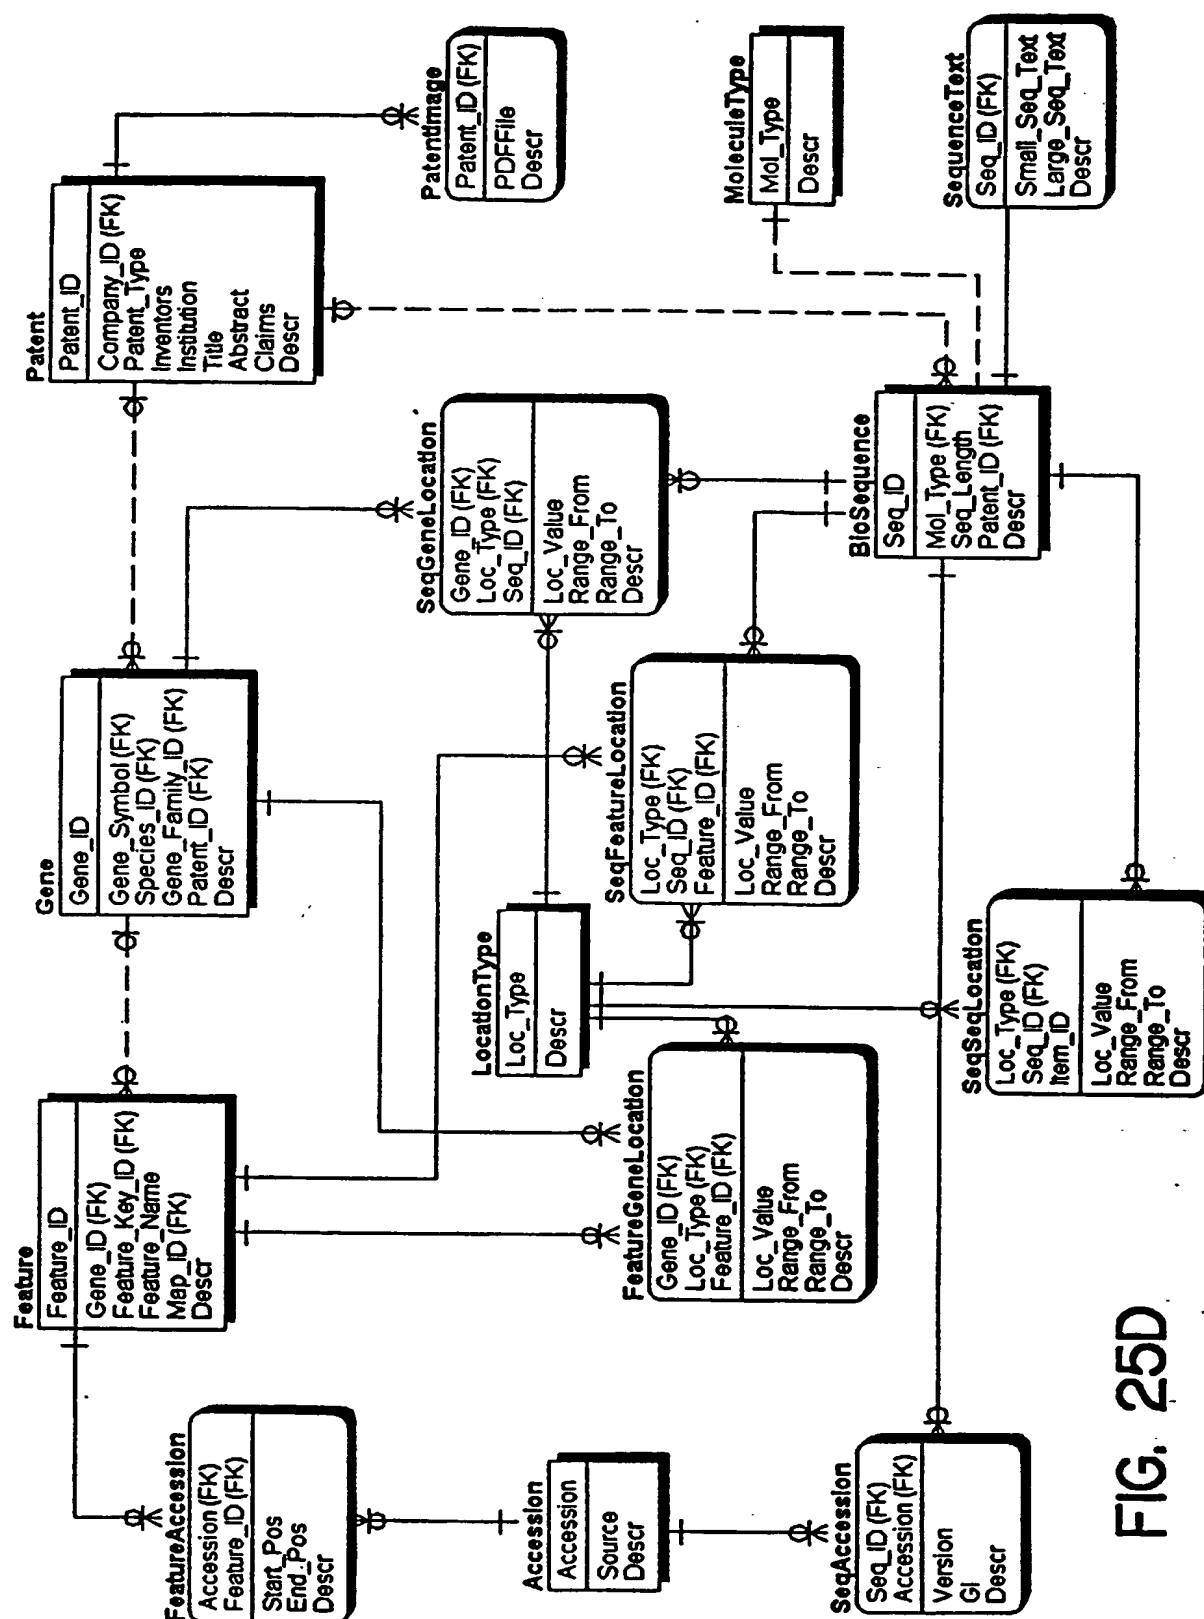 Patent
Patent_ID
Company_ID (FK)
Patent_Type
Inventors
Institution
Title
Abstract
Claims
Descr
PatentImage
Patent_ID (FK)
PDFFile
Descr
MoleculeType
Mol_Type
Descr
SequenceText
Seq_ID (FK)
Small_Seq_Text
Large_Seq_Text
Descr
Gene
Gene_ID
Gene_Symbol (FK)
Species_ID (FK)
Gene_Family_ID (FK)
Patent_ID (FK)
Descr
SeqGeneLocation
Gene_ID (FK)
Loc_Type (FK)
Seq_ID (FK)
Loc_Value
Range_From
Range_To
Descr
BioSequence
Seq_ID
Mol_Type (FK)
Seq_Length
Patent_ID (FK)
Descr
SeqFeatureLocation
Loc_Type (FK)
Seq_ID (FK)
Feature_ID (FK)
Loc_Value
Range_From
Range_To
Descr
LocationType
Loc_Type
Descr
Feature
Feature_ID
Gene_ID (FK)
Feature_Key_ID (FK)
Feature_Name
Map_ID (FK)
Descr
FeatureGeneLocation
Gene_ID (FK)
Loc_Type (FK)
Feature_ID (FK)
Loc_Value
Range_From
Range_To
Descr
SeqSeqLocation
Loc_Type (FK)
Seq_ID (FK)
Item_ID
Loc_Value
Range_From
Range_To
Descr
FeatureAccession
Accession (FK)
Feature_ID (FK)
Start_Pos
End_Pos
Descr
Accession
Accession
Source
Descr
SeqAccession
Seq_ID (FK)
Accession (FK)
Version
GI
Descr
FIG. 25D